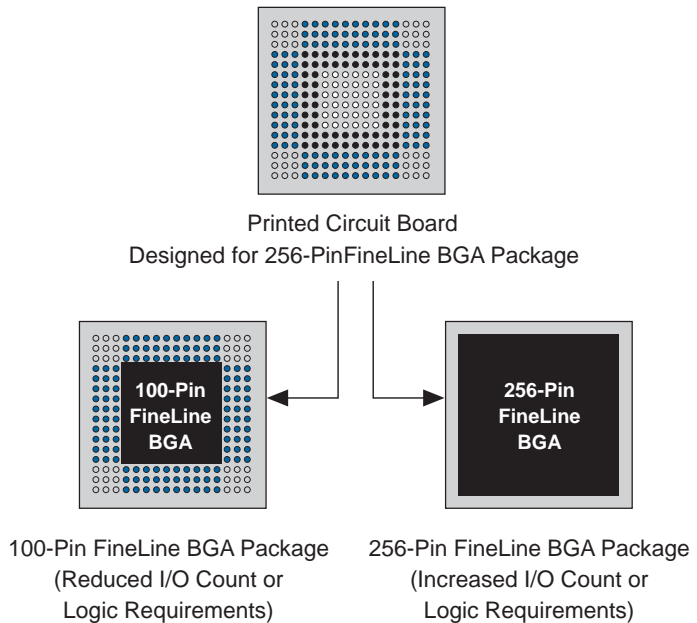 Printed Circuit Board
Designed for 256-PinFineLine BGA Package
100-Pin
FineLine
BGA
256-Pin
FineLine
BGA
100-Pin FineLine BGA Package
(Reduced I/O Count or
Logic Requirements)
256-Pin FineLine BGA Package
(Increased I/O Count or
Logic Requirements)